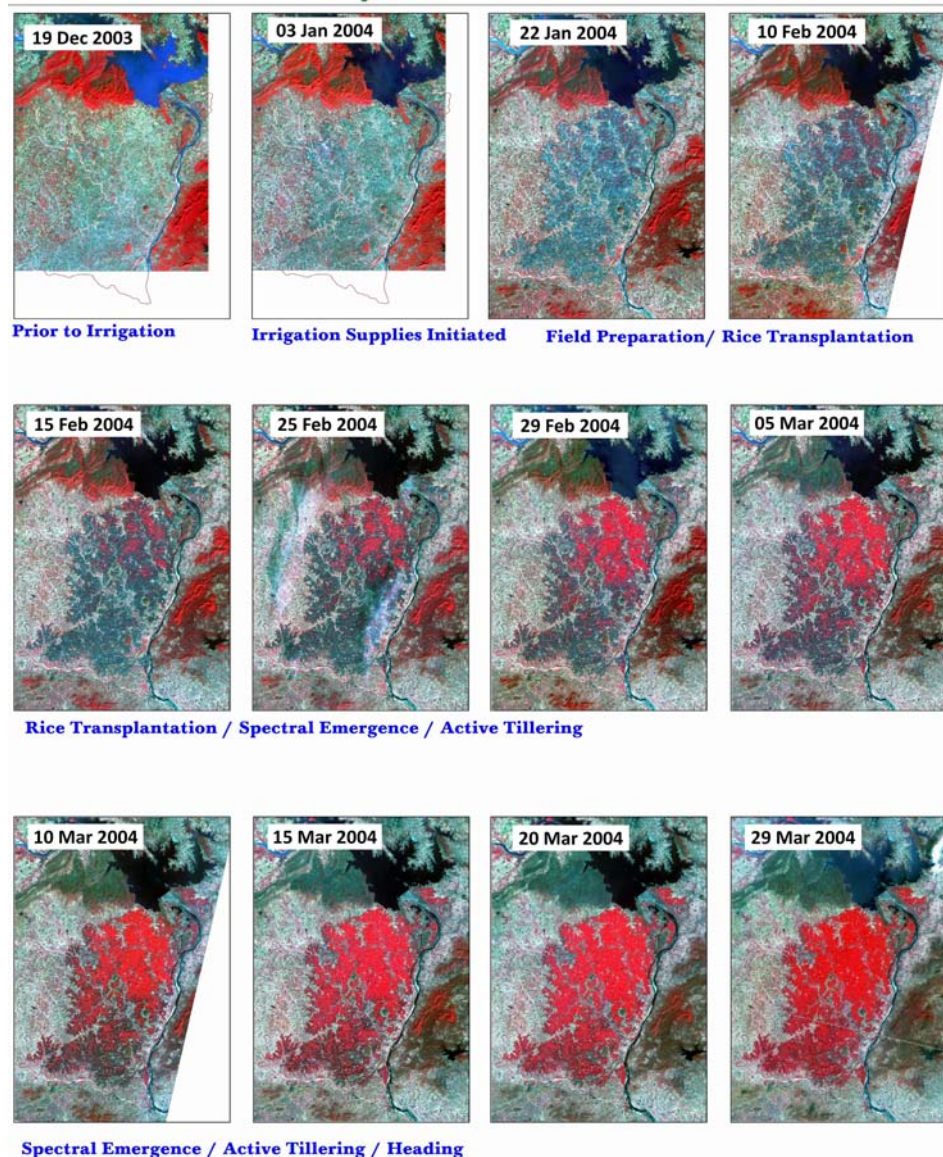 19 Dec 2003
03 Jan 2004
22 Jan 2004
10 Feb 2004
Prior to Irrigation
Irrigation Supplies Initiated
Field Preparation/ Rice Transplantation
15 Feb 2004
25 Feb 2004
29 Feb 2004
05 Mar 2004
Rice Transplantation / Spectral Emergence / Active Tillering
10 Mar 2004
15 Mar 2004
20 Mar 2004
29 Mar 2004
Spectral Emergence / Active Tillering / Heading